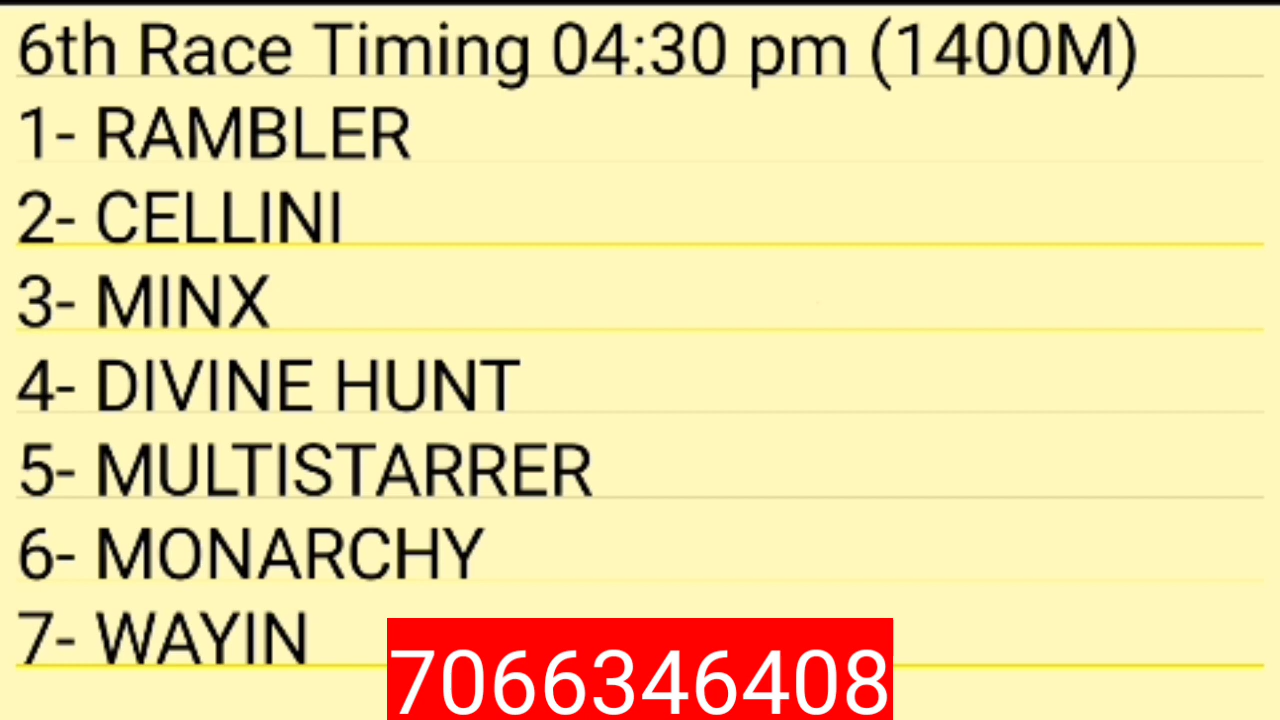 6th Race Timing 04:30 pm (1400M)
1- RAMBLER
2- CELLINI
3- MINX
4- DIVINE HUNT
5- MULTISTARRER
6- MONARCHY
7- WAYIN
7066346408